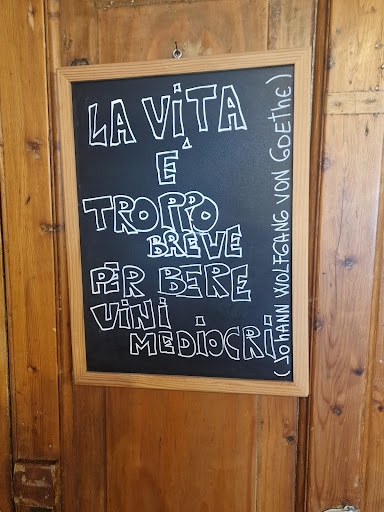 LA VITA
È
TROPPO
BREVE
PER BERE
VINI
MEDIOCRI
(JOHANN WOLFGANG VON GOETHE)